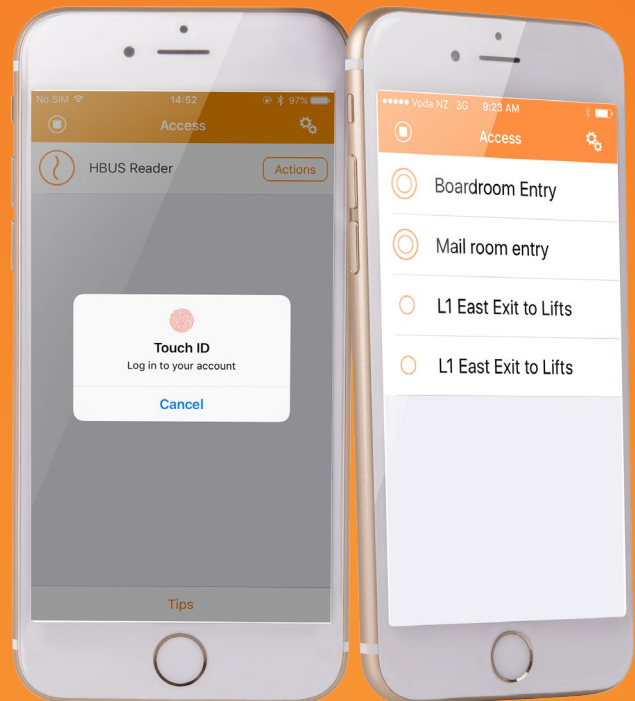 No SIM 14:52 97%
Access
HBUS Reader Actions
Touch ID
Log in to your account
Cancel
Tips
Voda NZ 3G 9:23 AM
Access
Boardroom Entry
Mail room entry
L1 East Exit to Lifts
L1 East Exit to Lifts